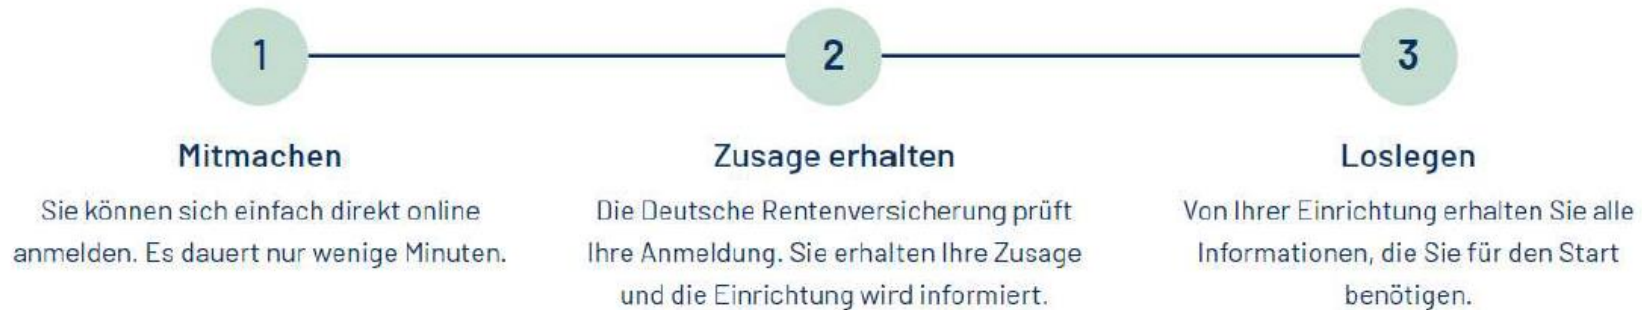 1
2
3
Mitmachen
Sie können sich einfach direkt online
anmelden. Es dauert nur wenige Minuten.
Zusage erhalten
Die Deutsche Rentenversicherung prüft
Ihre Anmeldung. Sie erhalten Ihre Zusage
und die Einrichtung wird informiert.
Loslegen
Von Ihrer Einrichtung erhalten Sie alle
Informationen, die Sie für den Start
benötigen.